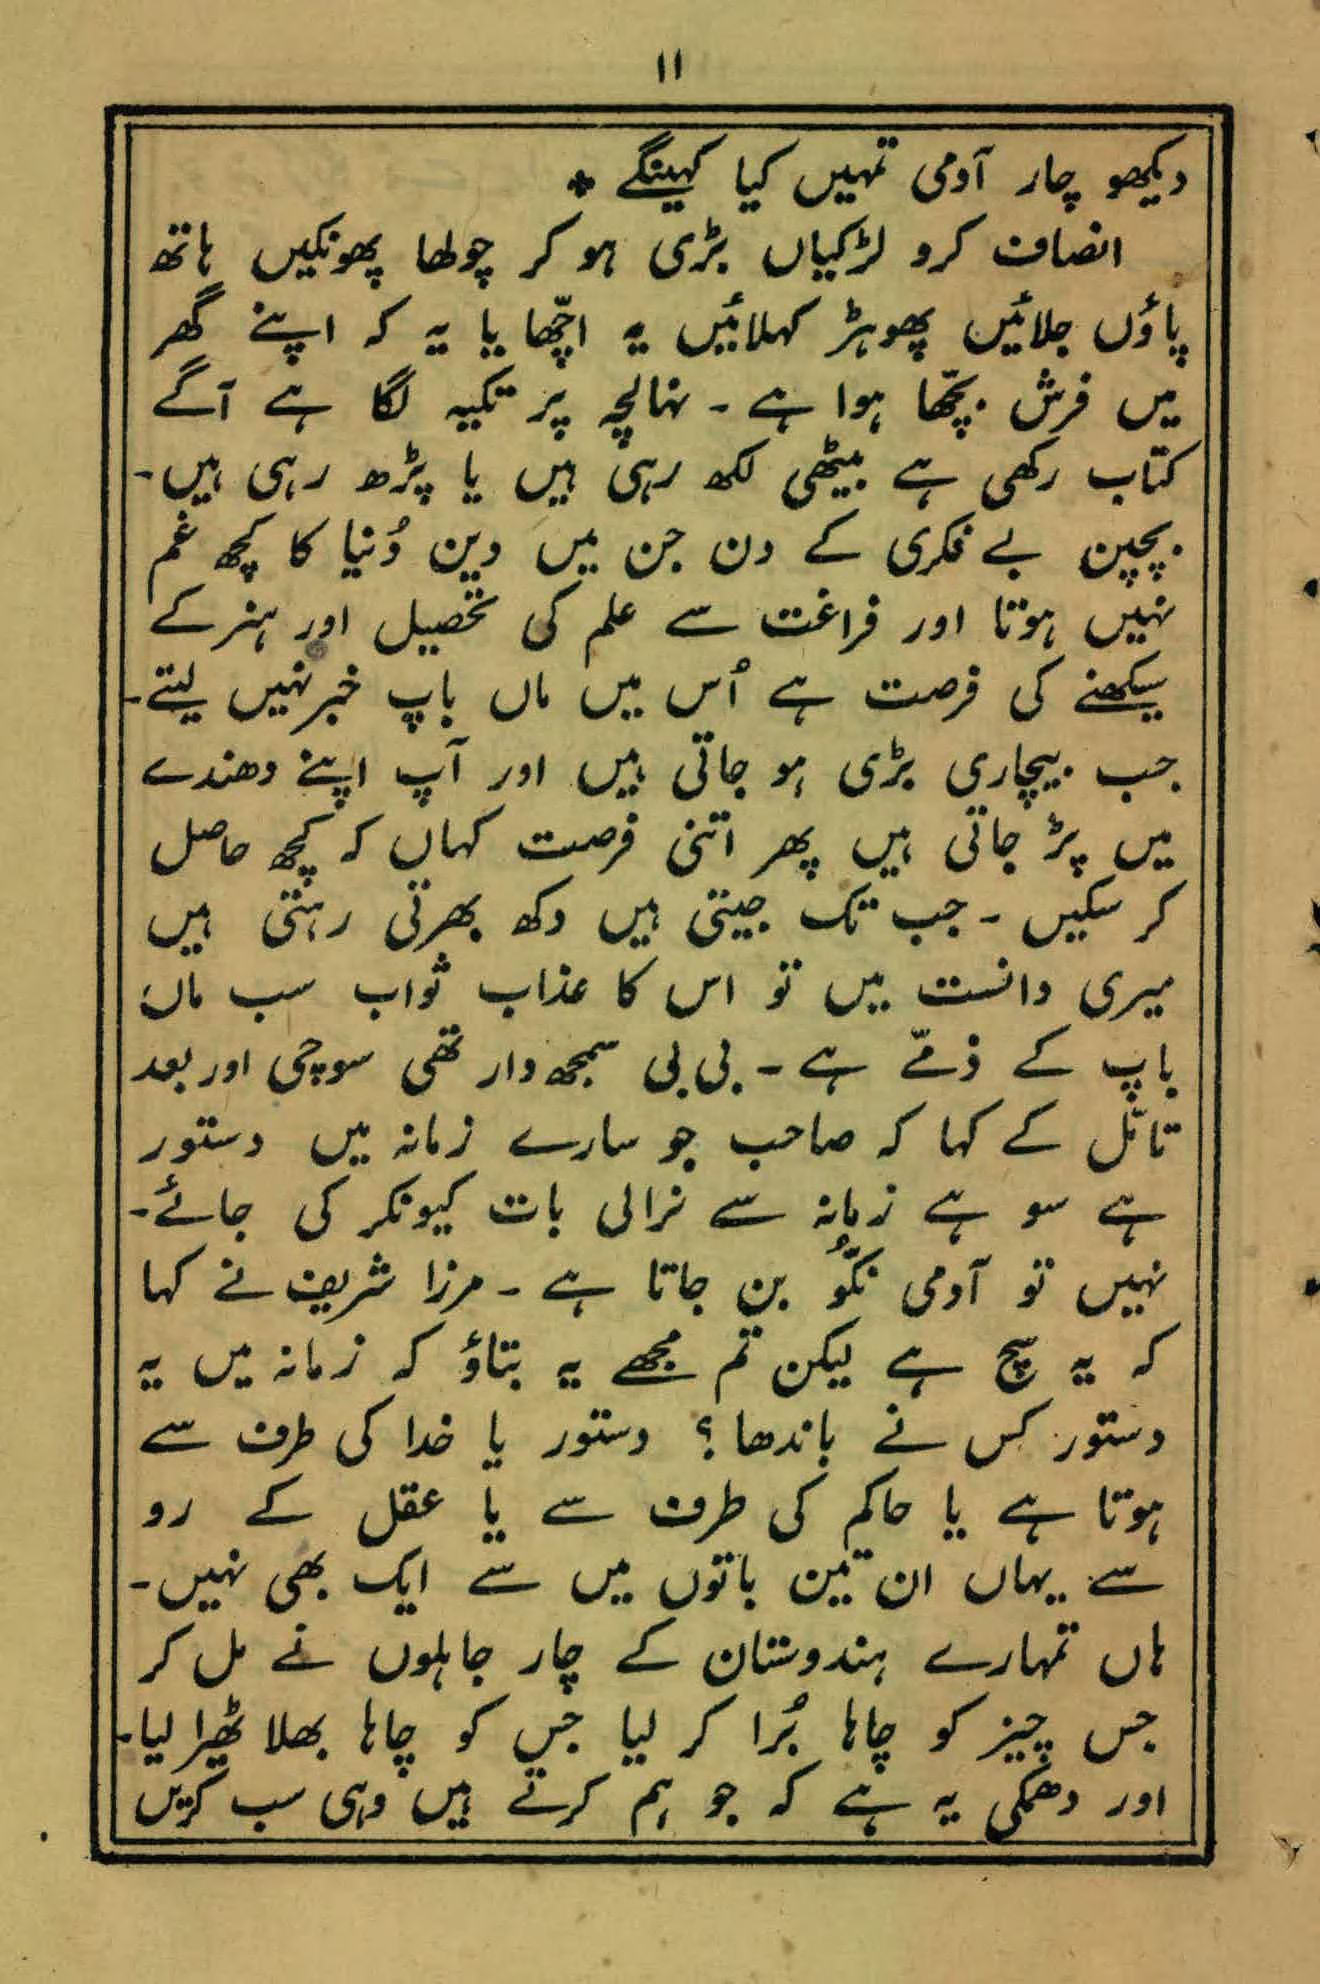 ۱۱
دیکھو چار آدمی تمہیں کیا کہینگے +
انصاف کرو لڑکیاں بڑی ہو کر چولھا پھونکیں ہاتھ
پاؤں جلائیں پھوہڑ کہلائیں یہ اچّھا یا یہ کہ اپنے گھر
میں فرش بچّھا ہوا ہے - نہالچہ پر تکیہ لگا ہے آگے
کتاب رکھی ہے بیٹھی لکھ رہی ہیں یا پڑھ رہی ہیں -
بچپن بے فکری کے دن جن میں دین دُنیا کا کچھ غم
نہیں ہوتا اور فراغت سے علم کی تحصیل اور ہنر کے
سیکھنے کی فرصت ہے اُس میں ماں باپ خبر نہیں لیتے -
جب بیچاری بڑی ہو جاتی ہیں اور آپ اپنے دھندے
میں پڑ جاتی ہیں پھر اتنی فرصت کہاں کہ کچھ حاصل
کر سکیں - جب تک جیتی ہیں دکھ بھرتی رہتی ہیں
میری دانست میں تو اس کا عذاب ثواب سب ماں
باپ کے ذمّے ہے - بی بی سمجھ دار تھی سوچی اور بعد
تامّل کے کہا کہ صاحب جو سارے زمانہ میں دستور
ہے سو ہے زمانہ سے نرالی بات کیونکر کی جائے -
نہیں تو آدمی نکّوُ بن جاتا ہے - مرزا شریف نے کہا
کہ یہ سچ ہے لیکن تم مجھے یہ بتاؤ کہ زمانہ میں یہ
دستور کس نے باندھا ؟ دستور یا خدا کی طرف سے
ہوتا ہے یا حاکم کی طرف سے یا عقل کے رو
سے یہاں ان تین باتوں میں سے ایک بھی نہیں -
ہاں تمہارے ہندوستان کے چار جاہلوں نے مل کر
جس چیز کو چاہا بُرا کر لیا جس کو چاہا بھلا ٹھیرا لیا -
اور دھمکی یہ ہے کہ جو ہم کرتے ہیں وہی سب کریں